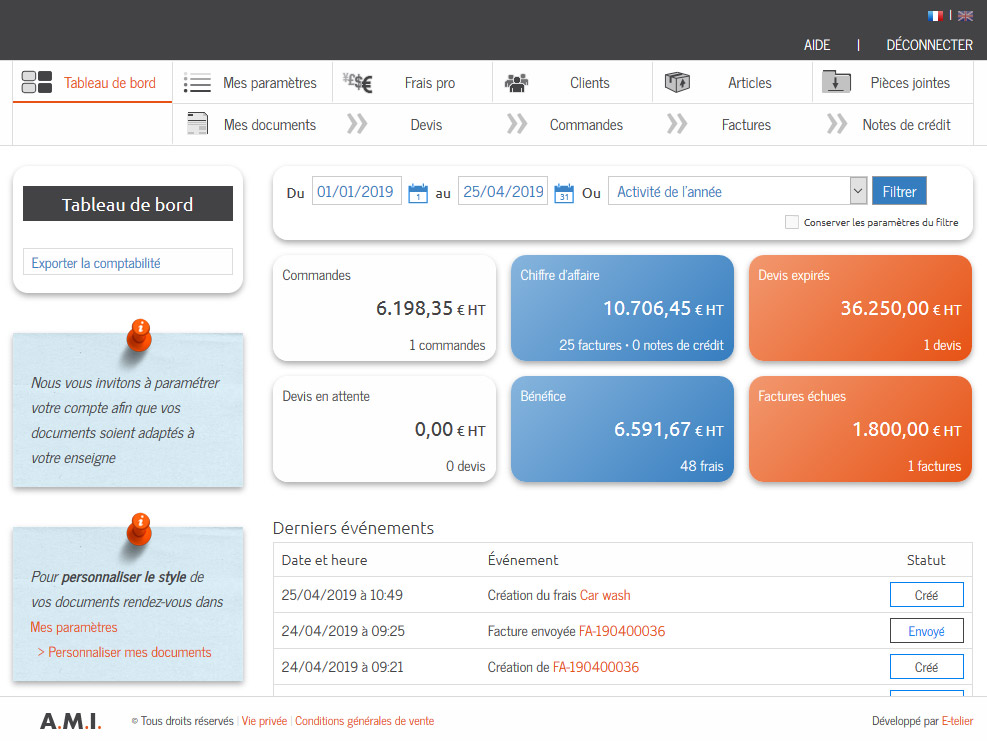 AIDE | DÉCONNECTER
Tableau de bord
Mes paramètres
Frais pro
Clients
Articles
Pièces jointes
Mes documents
Devis
Commandes
Factures
Notes de crédit
Tableau de bord
Exporter la comptabilité
Nous vous invitons à paramétrer
votre compte afin que vos
documents soient adaptés à
votre enseigne
Pour personnaliser le style de
vos documents rendez-vous dans
Mes paramètres
> Personnaliser mes documents
Du 01/01/2019 1 au 25/04/2019 31 Ou Activité de l'année Filtrer
Conserver les paramètres du filtre
Commandes
6.198,35 € HT
1 commandes
Chiffre d'affaire
10.706,45 € HT
25 factures • 0 notes de crédit
Devis expirés
36.250,00 € HT
1 devis
Devis en attente
0,00 € HT
0 devis
Bénéfice
6.591,67 € HT
48 frais
Factures échues
1.800,00 € HT
1 factures
Derniers événements
Date et heure Événement Statut
25/04/2019 à 10:49 Création du frais Car wash Créé
24/04/2019 à 09:25 Facture envoyée FA-190400036 Envoyé
24/04/2019 à 09:21 Création de FA-190400036 Créé
A.M.I. © Tous droits réservés | Vie privée | Conditions générales de vente Développé par E-telier